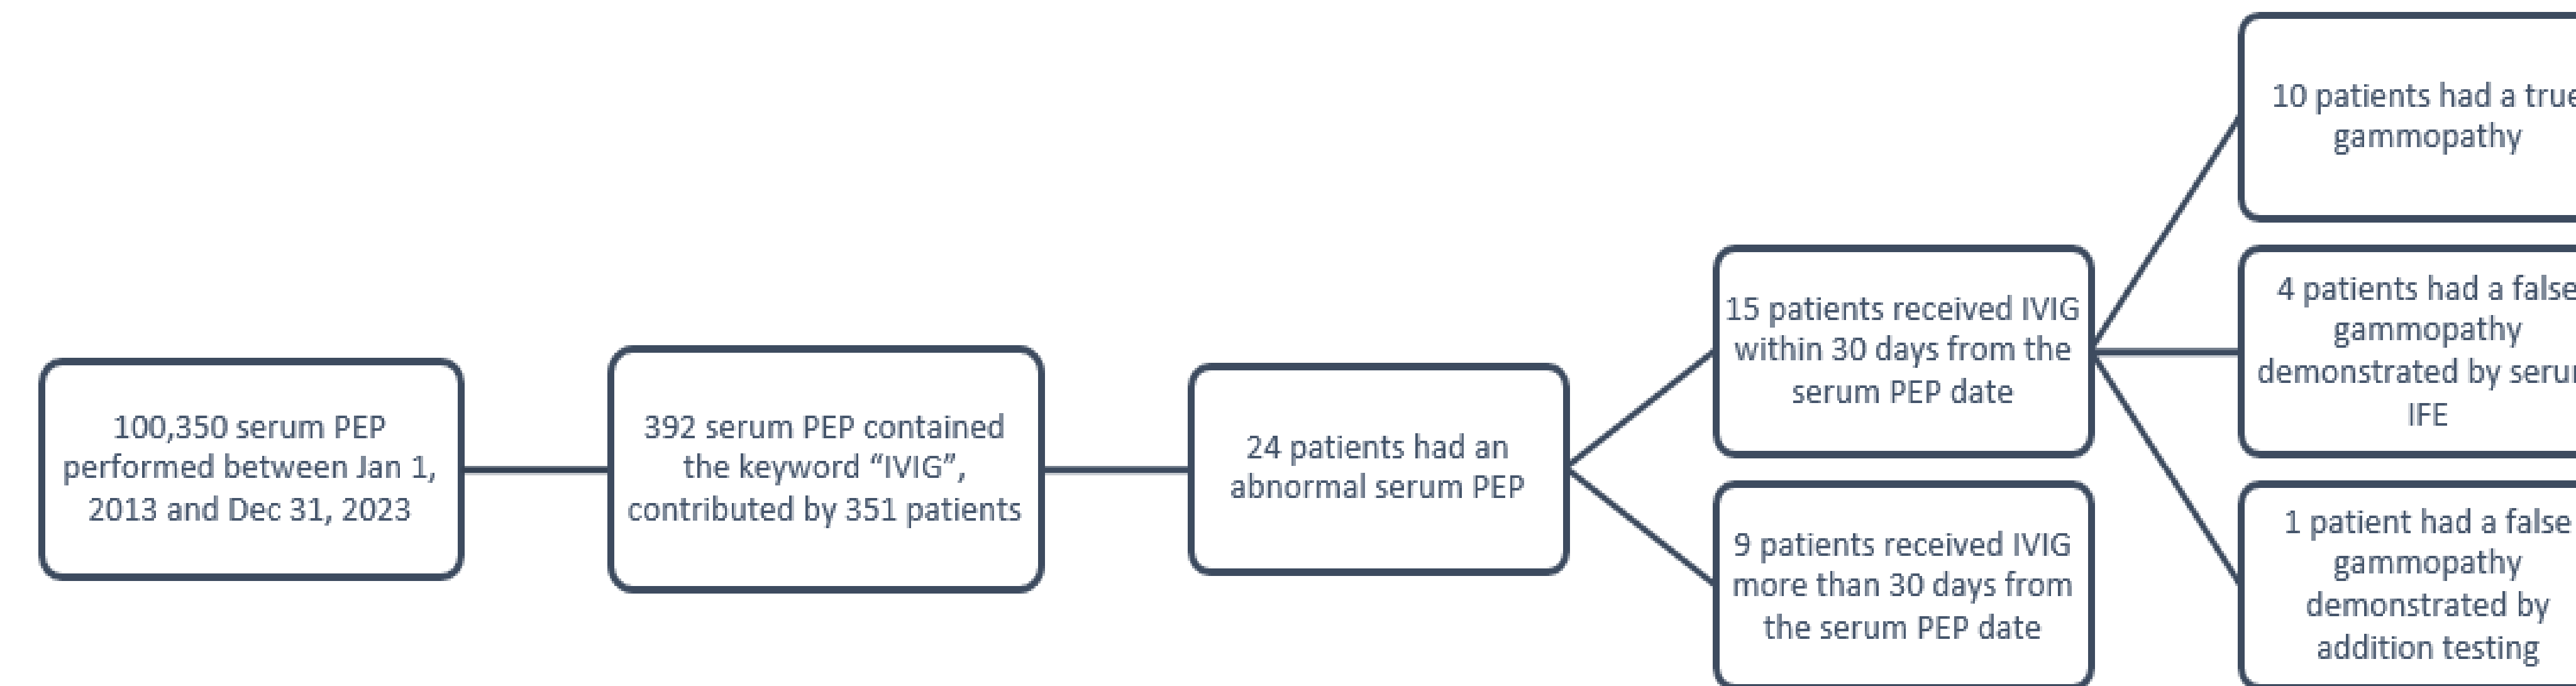 100,350 serum PEP
performed between Jan 1,
2013 and Dec 31, 2023
392 serum PEP contained
the keyword “IVIG”,
contributed by 351 patients
24 patients had an
abnormal serum PEP
15 patients received IVIG
within 30 days from the
serum PEP date
9 patients received IVIG
more than 30 days from
the serum PEP date
10 patients had a true
gammopathy
4 patients had a false
gammopathy
demonstrated by serum
IFE
1 patient had a false
gammopathy
demonstrated by
addition testing